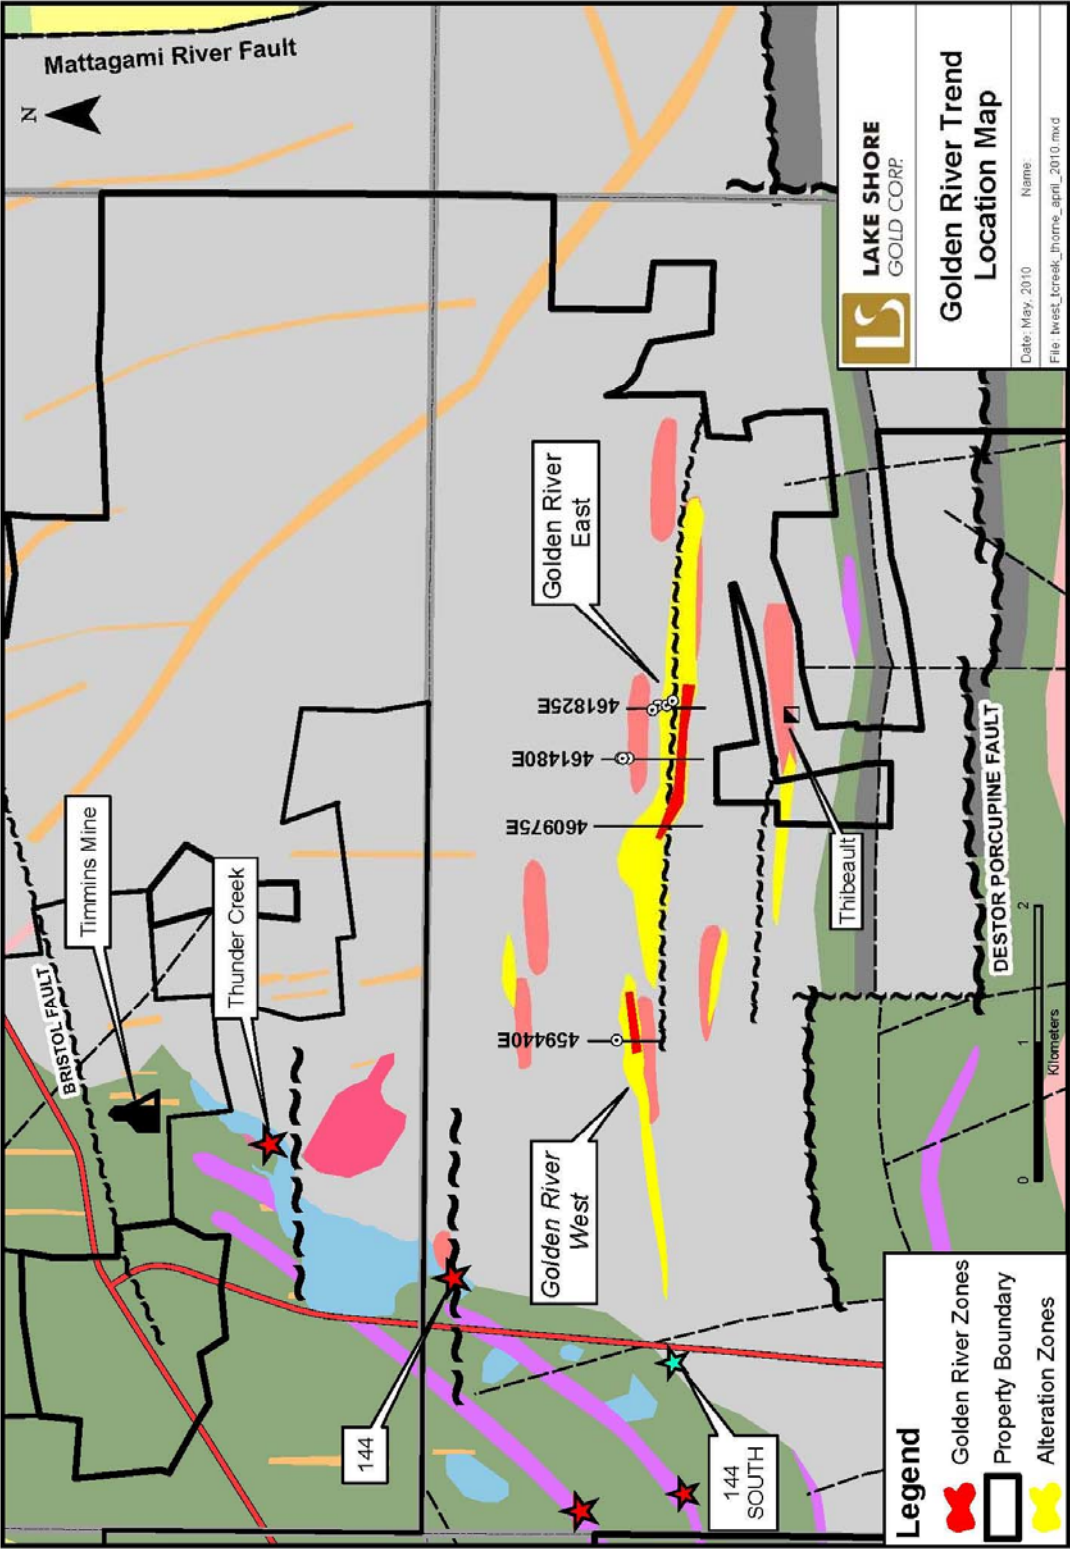 Mattagami River Fault
N
Timmins Mine
BRISTOL FAULT
Thunder Creek
144
144
SOUTH
Golden River
East
Golden River
West
461825E
461480E
460975E
459440E
Thibeault
DESTOR PORCUPINE FAULT
0 1 2
Kilometers
Legend
Golden River Zones
Property Boundary
Alteration Zones
LS
LAKE SHORE
GOLD CORP.
Golden River Trend
Location Map
Date: May, 2010 Name:
File: twest_tcreek_thorne_april_2010.mxd